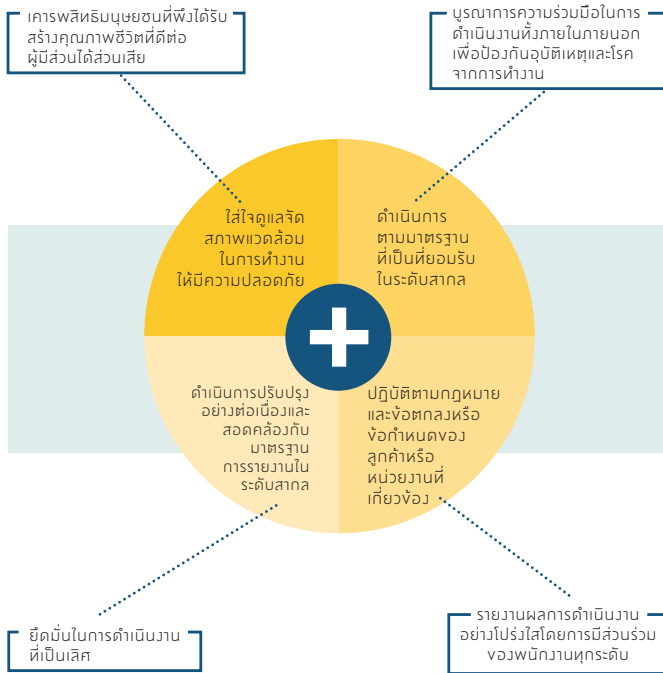 เคารพสิทธิมนุษยชนที่พึงได้รับ
สร้างคุณภาพชีวิตที่ดีต่อ
ผู้มีส่วนได้ส่วนเสีย
บูรณาการความร่วมมือในการ
ดำเนินงานทั้งภายในภายนอก
เพื่อป้องกันอุบัติเหตุและโรค
จากการทำงาน
ใส่ใจดูแลจัด
สภาพแวดล้อม
ในการทำงาน
ให้มีความปลอดภัย
ดำเนินการ
ตามมาตรฐาน
ที่เป็นที่ยอมรับ
ในระดับสากล
ดำเนินการปรับปรุง
อย่างต่อเนื่องและ
สอดคล้องกับ
มาตรฐาน
การรายงานใน
ระดับสากล
ปฏิบัติตามกฎหมาย
และข้อตกลงหรือ
ข้อกำหนดของ
ลูกค้าหรือ
หน่วยงานที่
เกี่ยวข้อง
ยึดมั่นในการดำเนินงาน
ที่เป็นเลิศ
รายงานผลการดำเนินงาน
อย่างโปร่งใสโดยการมีส่วนร่วม
ของพนักงานทุกระดับ